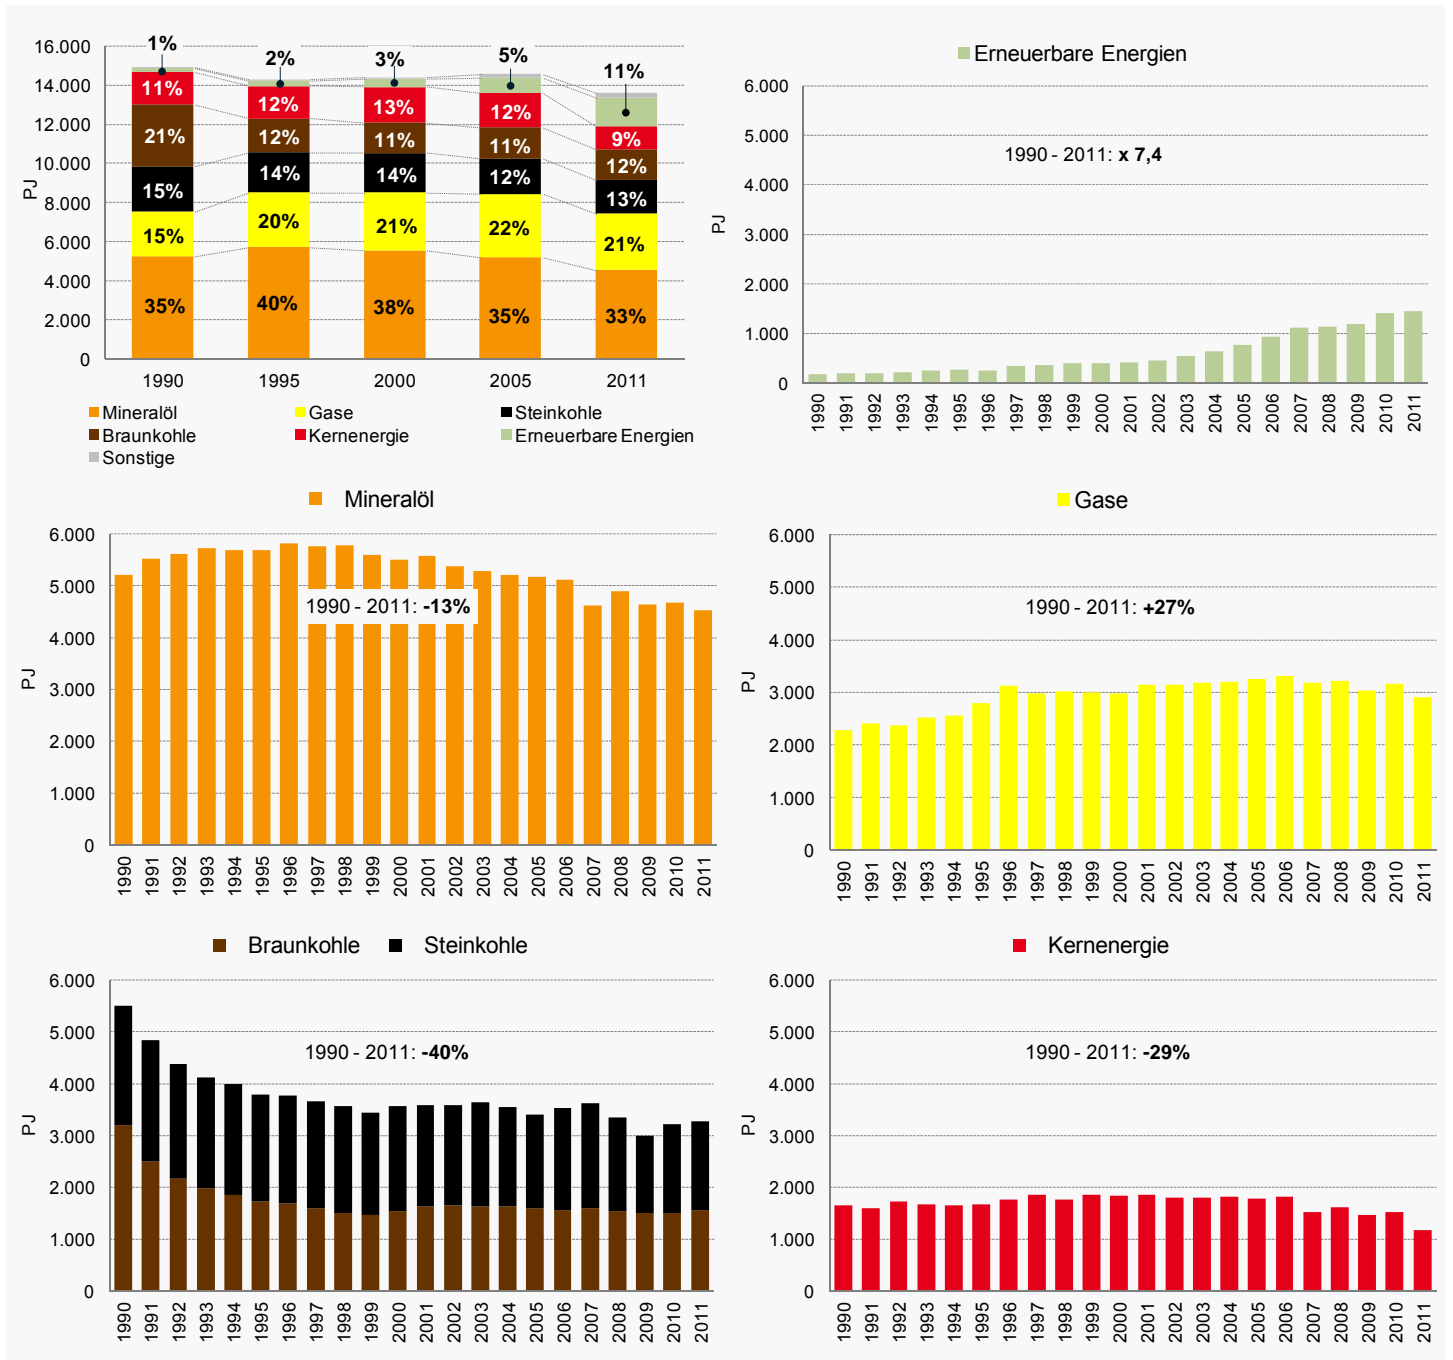 16.000
14.000
12.000
10.000
8.000
6.000
4.000
2.000
0
PJ
1% 2% 3% 5% 11%
11% 12% 13% 12% 9%
21% 12% 11% 11% 12%
15% 14% 14% 12% 13%
15% 20% 21% 22% 21%
35% 40% 38% 35% 33%
1990 1995 2000 2005 2011
Mineralöl Gase Steinkohle
Braunkohle Kernenergie Erneuerbare Energien
Sonstige
Erneuerbare Energien
6.000
5.000
4.000
3.000
2.000
1.000
0
PJ
1990 - 2011: x 7,4
1990 1991 1992 1993 1994 1995 1996 1997 1998 1999 2000 2001 2002 2003 2004 2005 2006 2007 2008 2009 2010 2011
Mineralöl
6.000
5.000
4.000
3.000
2.000
1.000
0
PJ
1990 - 2011: -13%
1990 1991 1992 1993 1994 1995 1996 1997 1998 1999 2000 2001 2002 2003 2004 2005 2006 2007 2008 2009 2010 2011
Gase
6.000
5.000
4.000
3.000
2.000
1.000
0
PJ
1990 - 2011: +27%
1990 1991 1992 1993 1994 1995 1996 1997 1998 1999 2000 2001 2002 2003 2004 2005 2006 2007 2008 2009 2010 2011
Braunkohle Steinkohle
6.000
5.000
4.000
3.000
2.000
1.000
0
PJ
1990 - 2011: -40%
1990 1991 1992 1993 1994 1995 1996 1997 1998 1999 2000 2001 2002 2003 2004 2005 2006 2007 2008 2009 2010 2011
Kernenergie
6.000
5.000
4.000
3.000
2.000
1.000
0
PJ
1990 - 2011: -29%
1990 1991 1992 1993 1994 1995 1996 1997 1998 1999 2000 2001 2002 2003 2004 2005 2006 2007 2008 2009 2010 2011